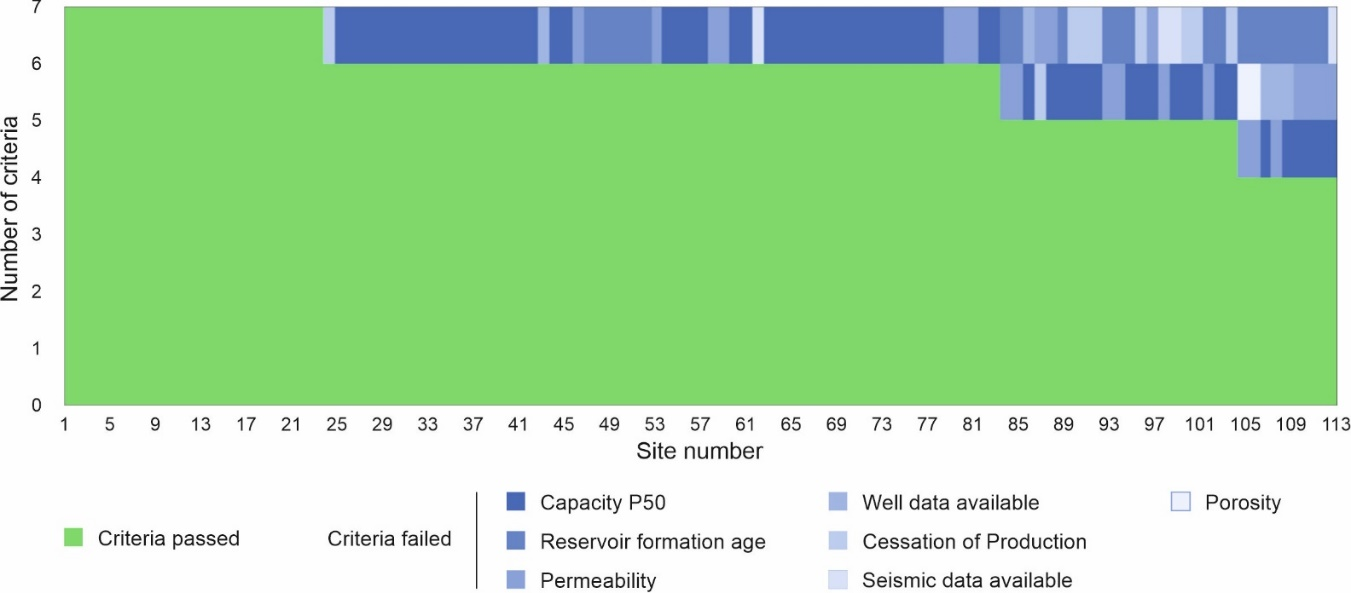 7
6
5
4
3
2
1
0
Number of criteria
1 5 9 13 17 21 25 29 33 37 41 45 49 53 57 61 65 69 73 77 81 85 89 93 97 101 105 109 113
Site number
Criteria passed
Criteria failed
Capacity P50
Reservoir formation age
Permeability
Well data available
Cessation of Production
Seismic data available
Porosity